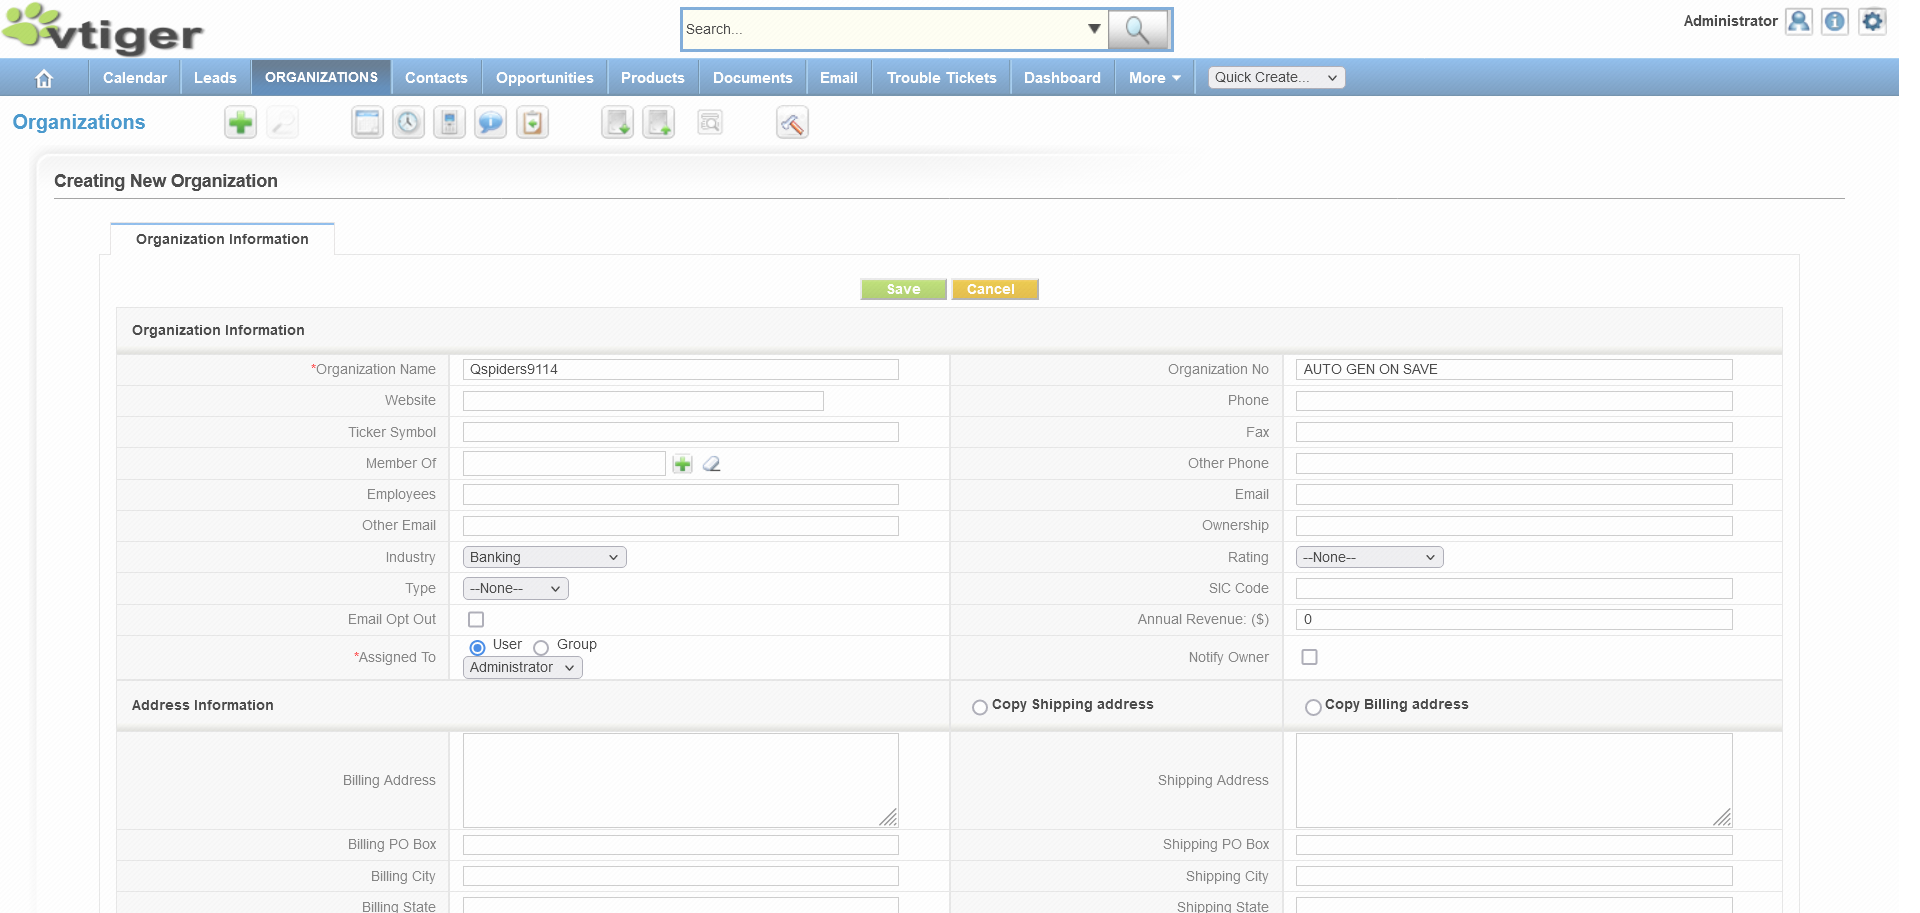 vtiger
Search...
Administrator
Calendar Leads ORGANIZATIONS Contacts Opportunities Products Documents Email Trouble Tickets Dashboard More Quick Create...
Organizations
Creating New Organization
Organization Information
Save Cancel
Organization Information
*Organization Name Qspiders9114 Organization No AUTO GEN ON SAVE
Website Phone
Ticker Symbol Fax
Member Of Other Phone
Employees Email
Other Email Ownership
Industry Banking Rating --None--
Type --None-- SIC Code
Email Opt Out Annual Revenue: ($) 0
*Assigned To User Group Administrator Notify Owner
Address Information Copy Shipping address Copy Billing address
Billing Address Shipping Address
Billing PO Box Shipping PO Box
Billing City Shipping City
Billing State Shipping State